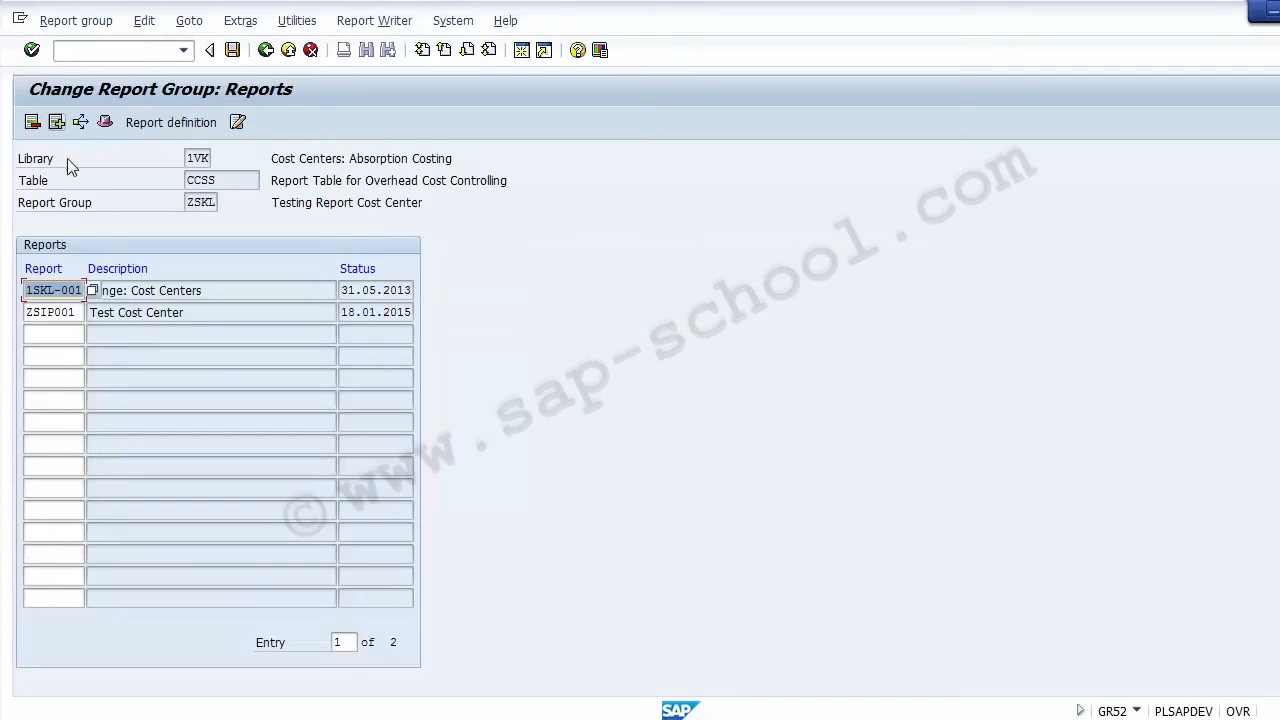 Report group Edit Goto Extras Utilities Report Writer System Help
Change Report Group: Reports
Report definition
Library 1VK Cost Centers: Absorption Costing
Table CCSS Report Table for Overhead Cost Controlling
Report Group ZSKL Testing Report Cost Center
Reports
Report Description Status
1SKL-001 nge: Cost Centers 31.05.2013
ZSIP001 Test Cost Center 18.01.2015
Entry 1 of 2
© www.sap-school.com
SAP GR52 PLSAPDEV OVR